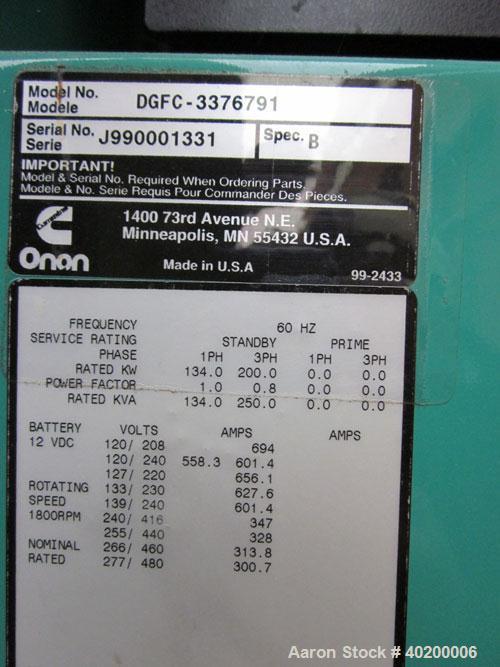 Model No. DGFC-3376791
Modele
Serial No. J990001331 Spec. B
Serie
IMPORTANT!
Model & Serial No. Required When Ordering Parts.
Modele & No. Serie Requis Pour Commander Des Pieces.
1400 73rd Avenue N.E.
Minneapolis, MN 55432 U.S.A.
Onan
Made in U.S.A 99-2433
FREQUENCY 60 HZ
SERVICE RATING STANDBY PRIME
PHASE 1PH 3PH 1PH 3PH
RATED KW 134.0 200.0 0.0 0.0
POWER FACTOR 1.0 0.8 0.0 0.0
RATED KVA 134.0 250.0 0.0 0.0
BATTERY VOLTS AMPS AMPS
12 VDC 120/ 208 694
120/ 240 558.3 601.4
127/ 220 656.1
ROTATING 133/ 230 627.6
SPEED 139/ 240 601.4
1800RPM 240/ 416 347
255/ 440 328
NOMINAL 266/ 460 313.8
RATED 277/ 480 300.7
Aaron Stock # 40200006